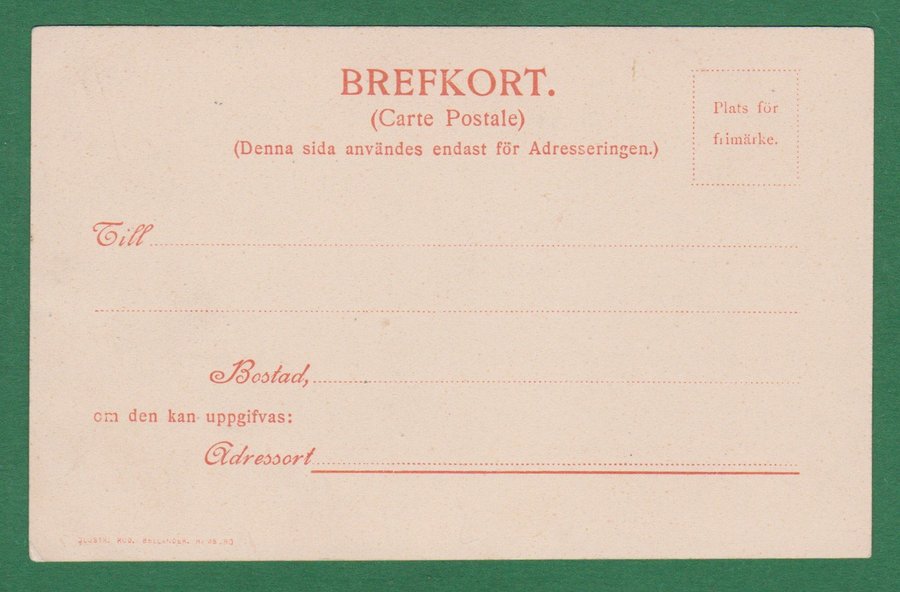 BREFKORT.
(Carte Postale)
(Denna sida användes endast för Adresseringen.)
Plats för
frimärke.
Till
Bostad,
om den kan uppgifvas:
Adressort